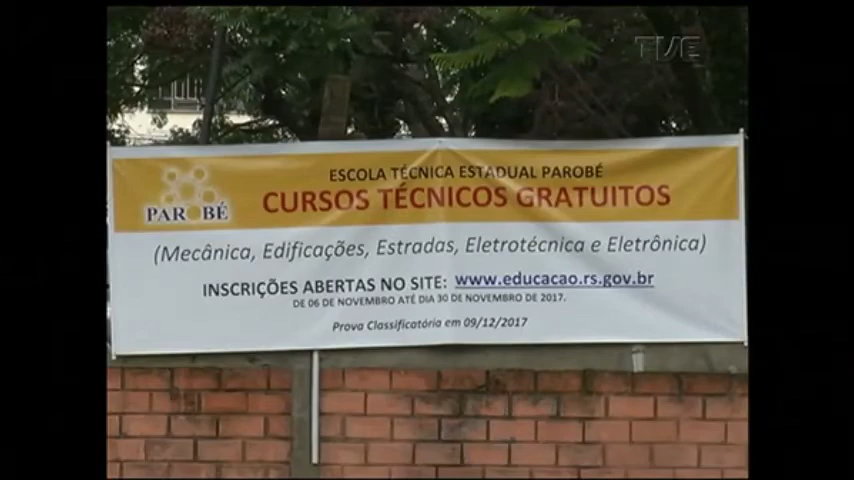 TVE
ESCOLA TÉCNICA ESTADUAL PAROBÉ
CURSOS TÉCNICOS GRATUITOS
PAROBÉ
(Mecânica, Edificações, Estradas, Eletrotécnica e Eletrônica)
INSCRIÇÕES ABERTAS NO SITE: www.educacao.rs.gov.br
DE 06 DE NOVEMBRO ATÉ DIA 30 DE NOVEMBRO DE 2017.
Prova Classificatória em 09/12/2017